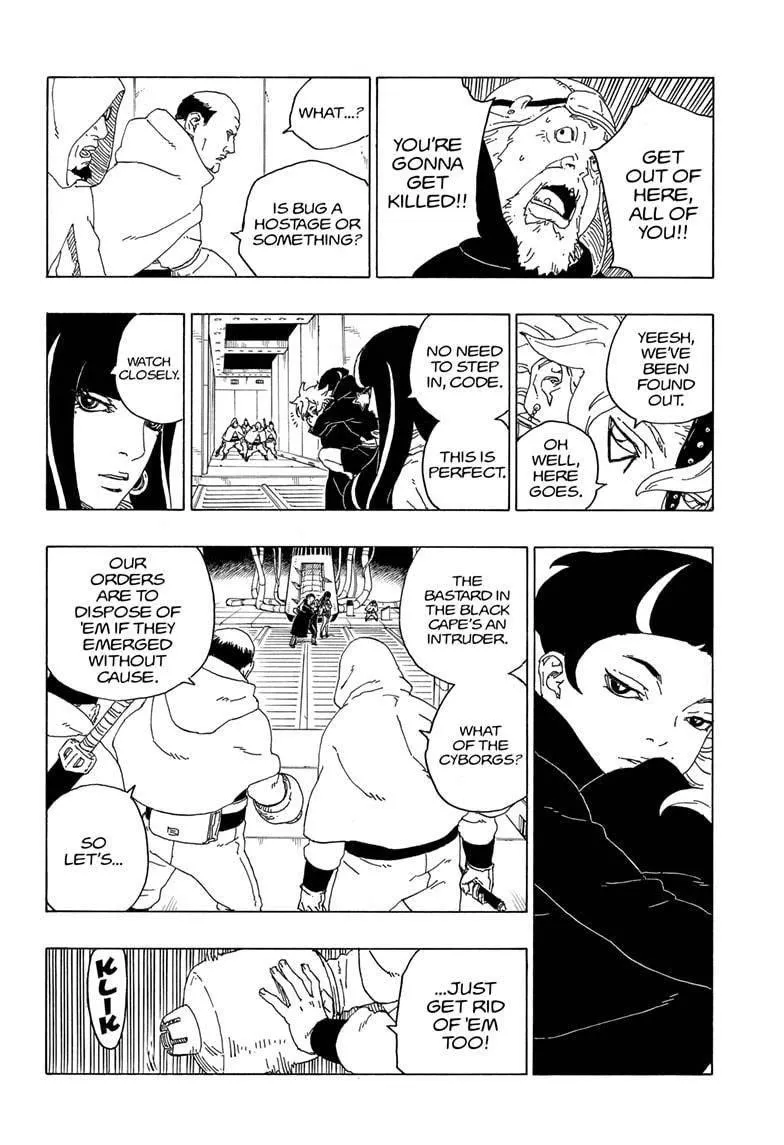 GET
OUT OF
HERE,
ALL OF
YOU!!
YOU'RE
GONNA
GET
KILLED!!
WHAT...?
IS BUG A
HOSTAGE OR
SOMETHING?
YEESH,
WE'VE
BEEN
FOUND
OUT.
OH
WELL,
HERE
GOES.
NO NEED
TO STEP
IN, CODE.
THIS IS
PERFECT.
WATCH
CLOSELY.
THE
BASTARD IN
THE BLACK
CAPE'S AN
INTRUDER.
WHAT
OF THE
CYBORGS?
OUR
ORDERS
ARE TO
DISPOSE OF
'EM IF THEY
EMERGED
WITHOUT
CAUSE.
SO
LET'S...
...JUST
GET RID
OF 'EM
TOO!
KLIK